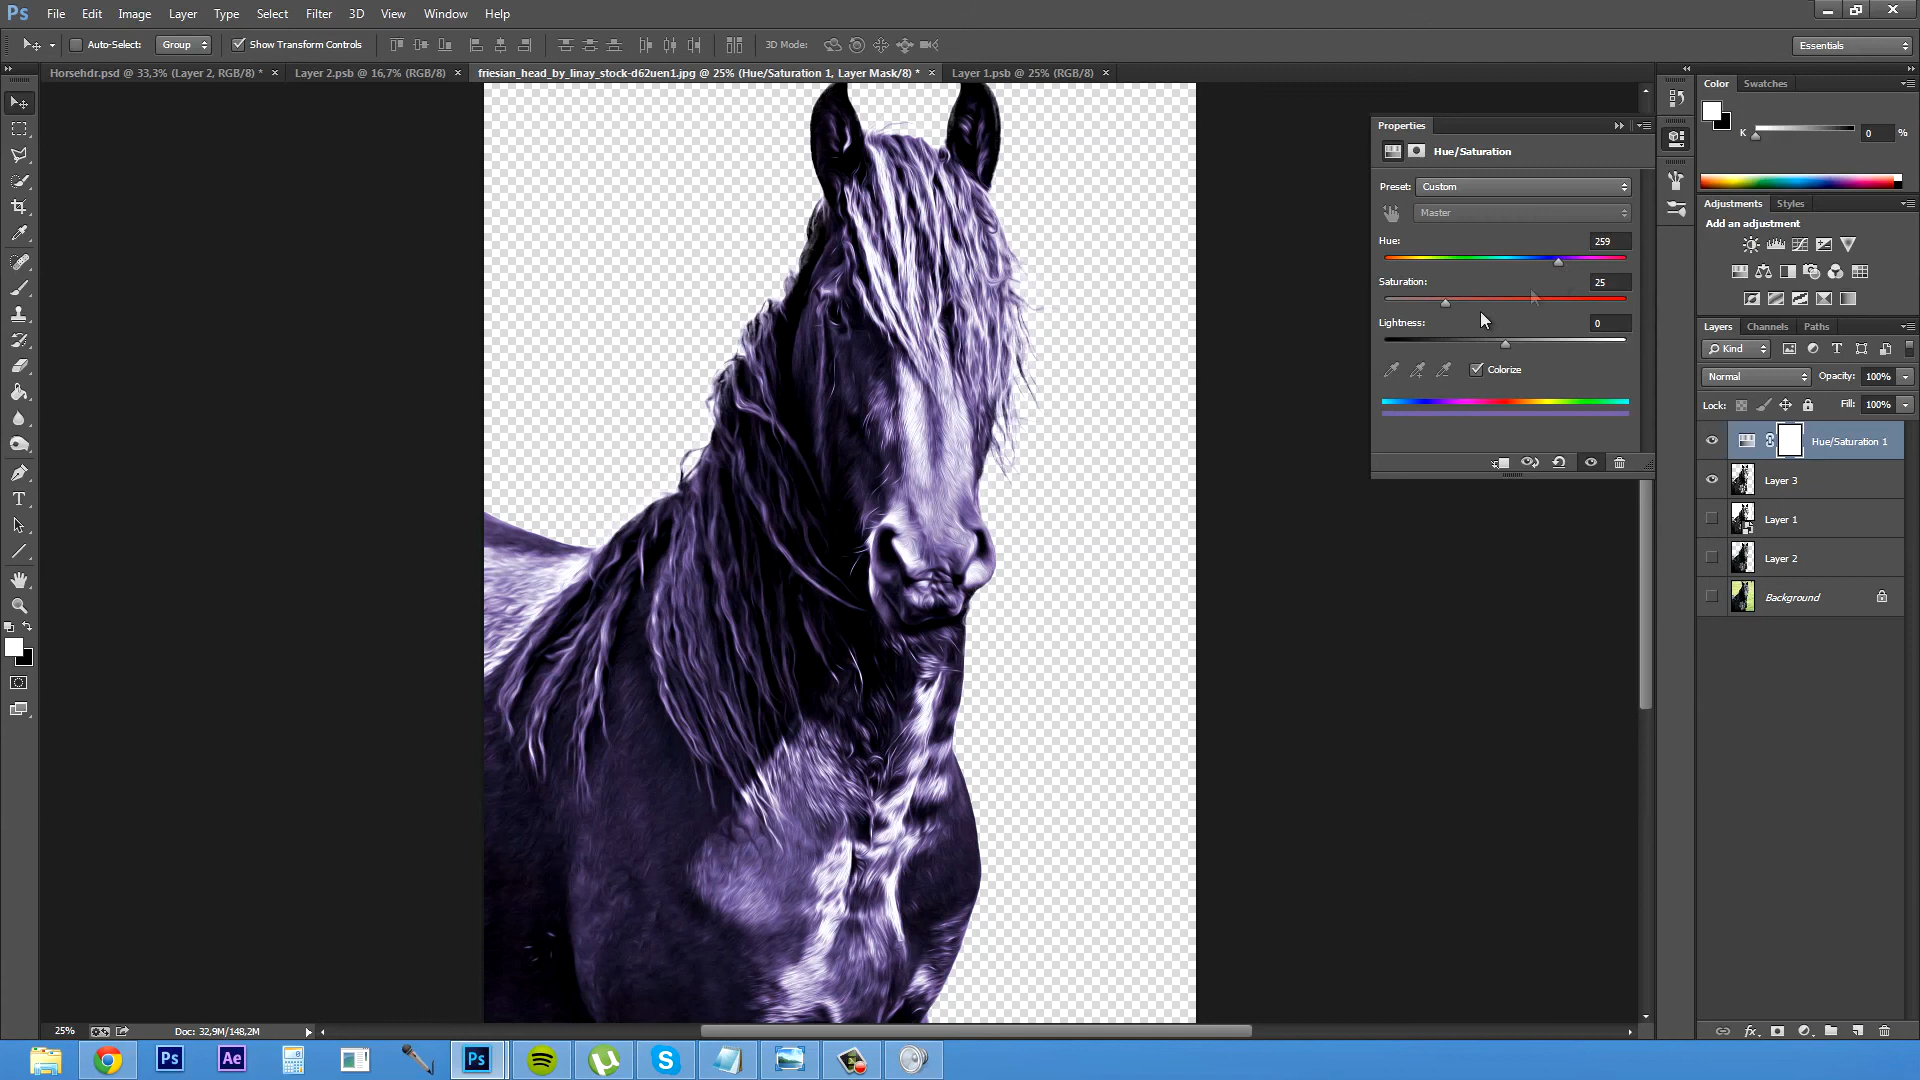 Ps File Edit Image Layer Type Select Filter 3D View Window Help
Auto-Select: Group Show Transform Controls 3D Mode: Essentials
Horsehdr.psd @ 33,3% (Layer 2, RGB/8) * × Layer 2.psb @ 16,7% (RGB/8) × friesian_head_by_linay_stock-d62uen1.jpg @ 25% (Hue/Saturation 1, Layer Mask/8) * × Layer 1.psb @ 25% (RGB/8) ×
Color Swatches
K 0 %
Properties
Hue/Saturation
Preset: Custom
Master
Hue: 259
Saturation: 25
Lightness: 0
Colorize
Adjustments Styles
Add an adjustment
Layers Channels Paths
Kind
Normal Opacity: 100%
Lock: Fill: 100%
Hue/Saturation 1
Layer 3
Layer 1
Layer 2
Background
25% Doc: 32,9M/148,2M
Ps Ae Ps